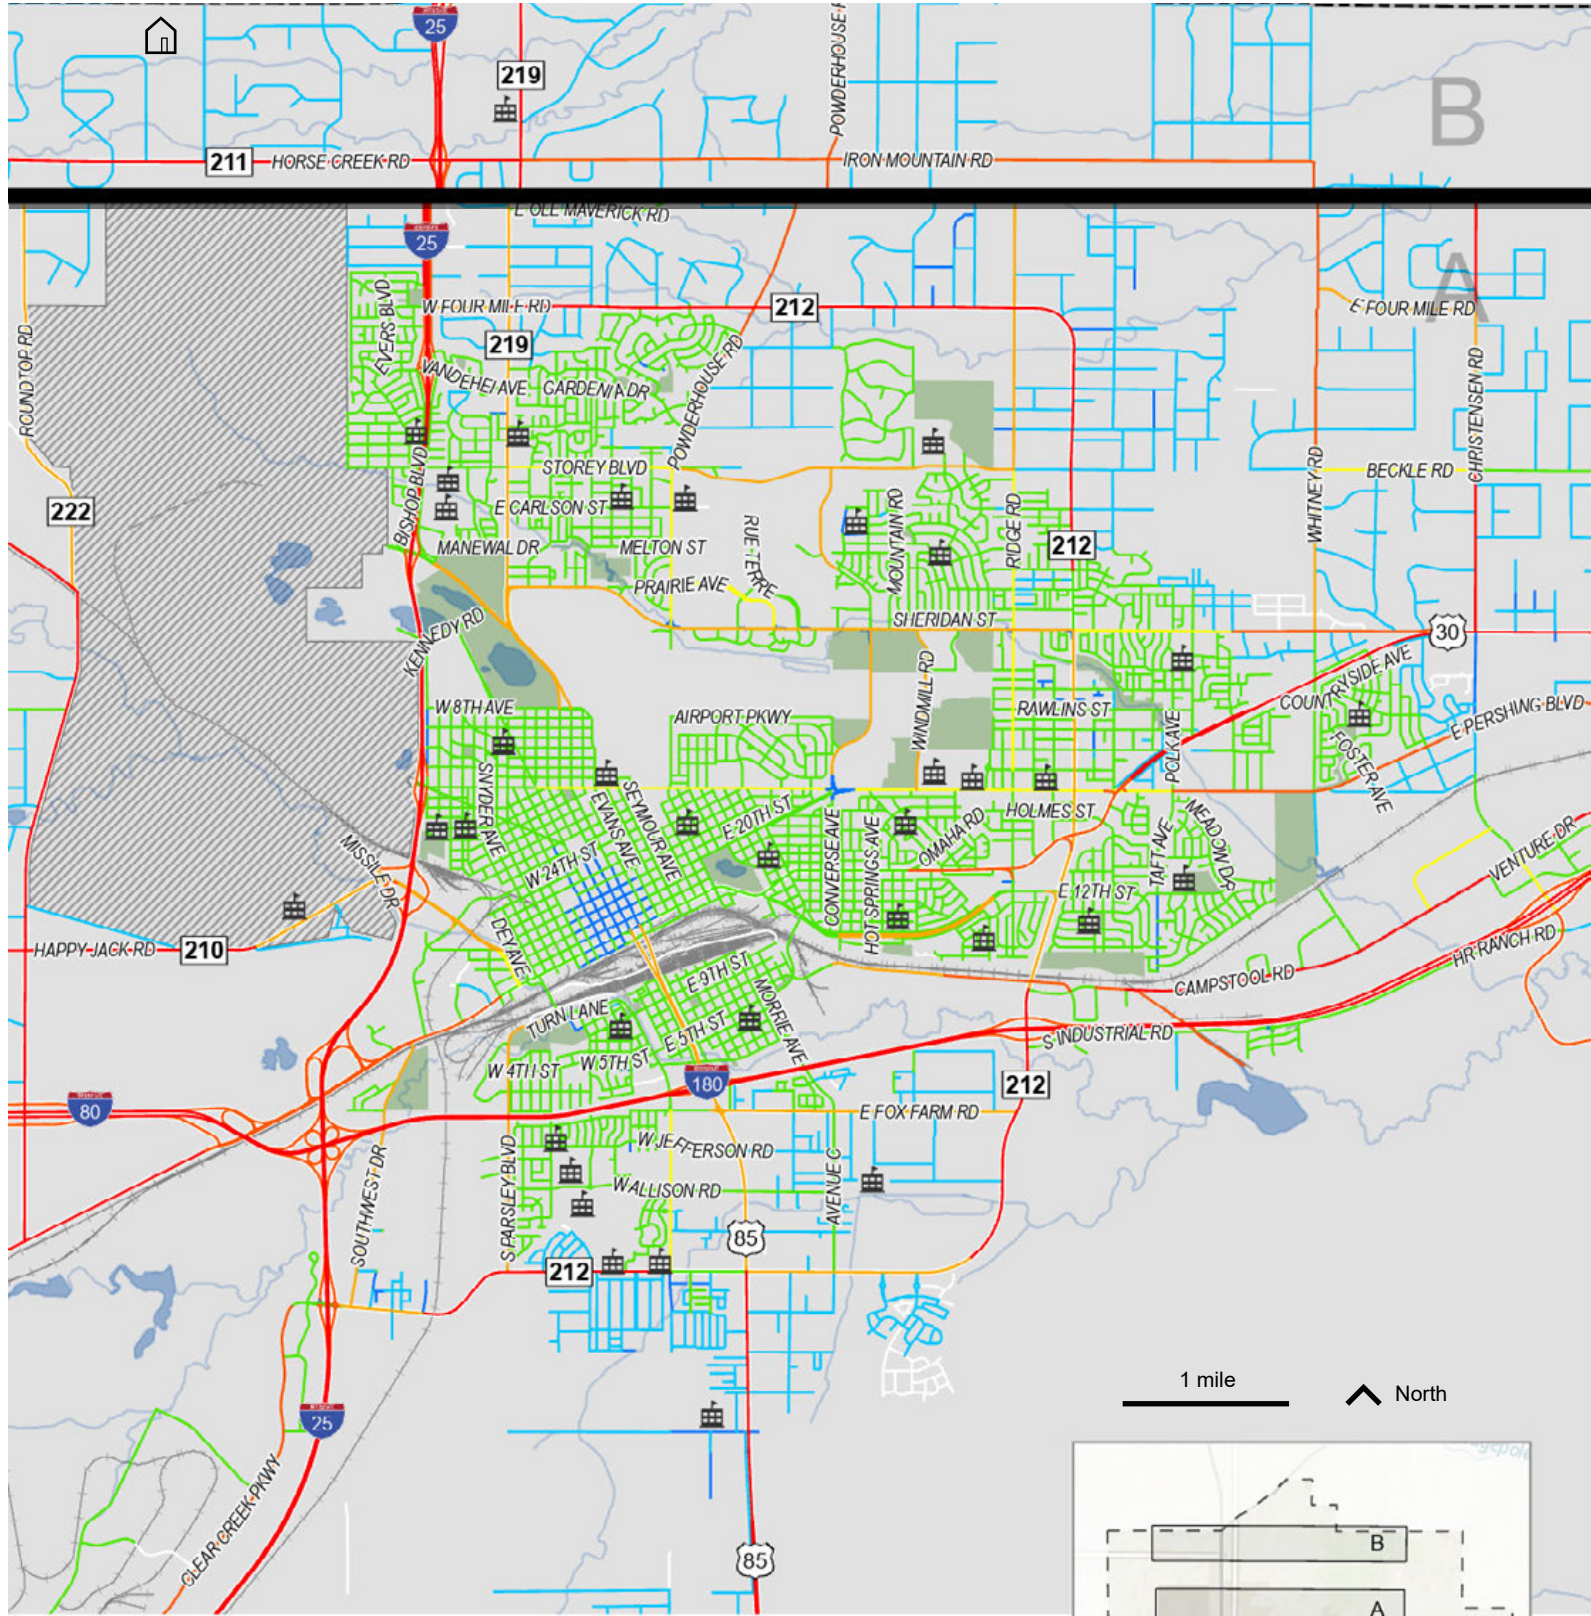 25
219
POWDERHOUSE
B
211
HORSE CREEK RD
IRON MOUNTAIN RD
E OLL MAVERICK RD
25
A
W FOUR MILE RD
212
E FOUR MILE RD
EVERS BLVD
219
ROUNDTOP RD
VANDEHEI AVE
GARDENIA DR
POWDERHOUSE RD
CHRISTENSEN RD
STOREY BLVD
WHITNEY RD
BECKLE RD
BISHOP BLVD
E CARLSON ST
MOUNTAIN RD
RIDGE RD
222
MANEWAL DR
MELTON ST
RUE TERRE
212
PRAIRIE AVE
SHERIDAN ST
30
KENNEDY RD
COUNTRYSIDE AVE
W 8TH AVE
AIRPORT PKWY
WINDMILL RD
RAWLINS ST
POLK AVE
E PERSHING BLVD
FOSTER AVE
SNYDER AVE
EVANS AVE
SEYMOUR AVE
E 20TH ST
CONVERSE AVE
HOT SPRINGS AVE
OMAHA RD
HOLMES ST
TAFT AVE
MEADOW DR
VENTURE DR
MISSILE DR
W 24TH ST
E 12TH ST
HAPPY JACK RD
210
DEY AVE
HR RANCH RD
E 9TH ST
MORRIE AVE
CAMPSTOOL RD
TURN LANE
E 5TH ST
S INDUSTRIAL RD
W 4TH ST
W 5TH ST
180
212
80
E FOX FARM RD
W JEFFERSON RD
SOUTHWEST DR
S PARSLEY BLVD
W ALLISON RD
AVENUE C
85
212
1 mile
North
25
CLEAR CREEK PKWY
85
B
A